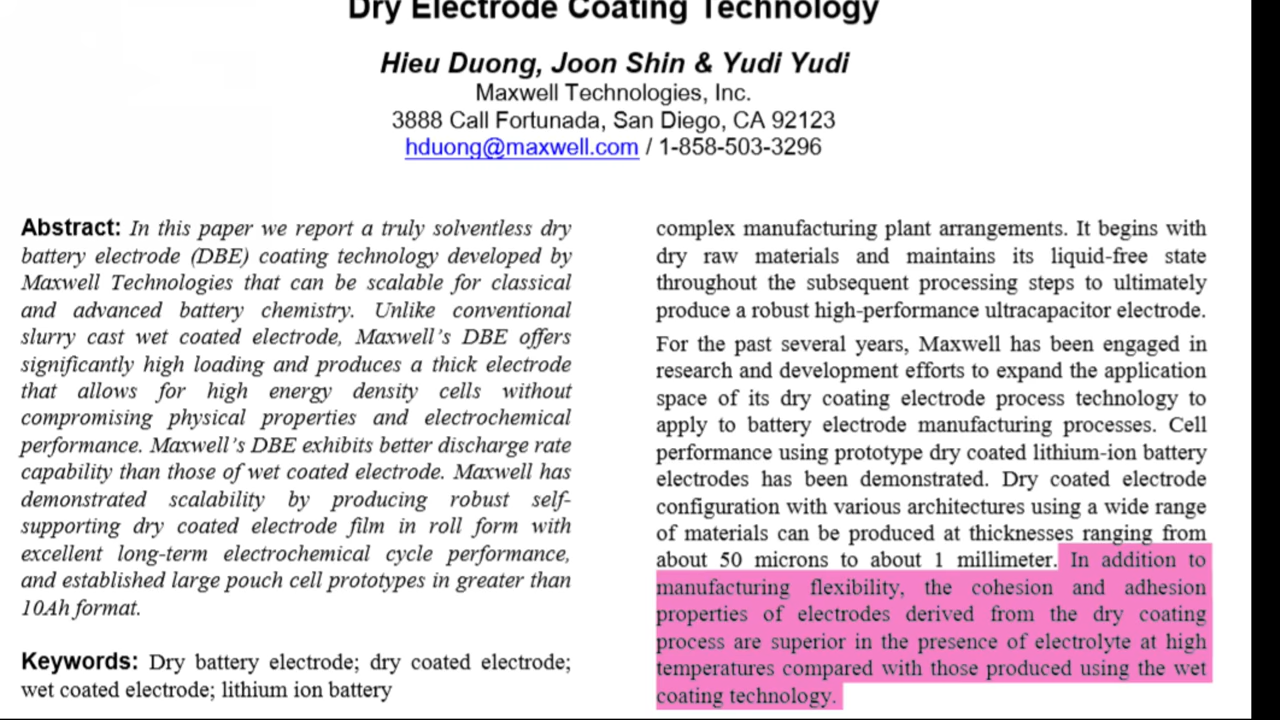 Dry Electrode Coating Technology
Hieu Duong, Joon Shin & Yudi Yudi
Maxwell Technologies, Inc.
3888 Call Fortunada, San Diego, CA 92123
hduong@maxwell.com / 1-858-503-3296
Abstract: In this paper we report a truly solventless dry
battery electrode (DBE) coating technology developed by
Maxwell Technologies that can be scalable for classical
and advanced battery chemistry. Unlike conventional
slurry cast wet coated electrode, Maxwell's DBE offers
significantly high loading and produces a thick electrode
that allows for high energy density cells without
compromising physical properties and electrochemical
performance. Maxwell's DBE exhibits better discharge rate
capability than those of wet coated electrode. Maxwell has
demonstrated scalability by producing robust self-
supporting dry coated electrode film in roll form with
excellent long-term electrochemical cycle performance,
and established large pouch cell prototypes in greater than
10Ah format.
Keywords: Dry battery electrode; dry coated electrode;
wet coated electrode; lithium ion battery
complex manufacturing plant arrangements. It begins with
dry raw materials and maintains its liquid-free state
throughout the subsequent processing steps to ultimately
produce a robust high-performance ultracapacitor electrode.
For the past several years, Maxwell has been engaged in
research and development efforts to expand the application
space of its dry coating electrode process technology to
apply to battery electrode manufacturing processes. Cell
performance using prototype dry coated lithium-ion battery
electrodes has been demonstrated. Dry coated electrode
configuration with various architectures using a wide range
of materials can be produced at thicknesses ranging from
about 50 microns to about 1 millimeter. In addition to
manufacturing flexibility, the cohesion and adhesion
properties of electrodes derived from the dry coating
process are superior in the presence of electrolyte at high
temperatures compared with those produced using the wet
coating technology.